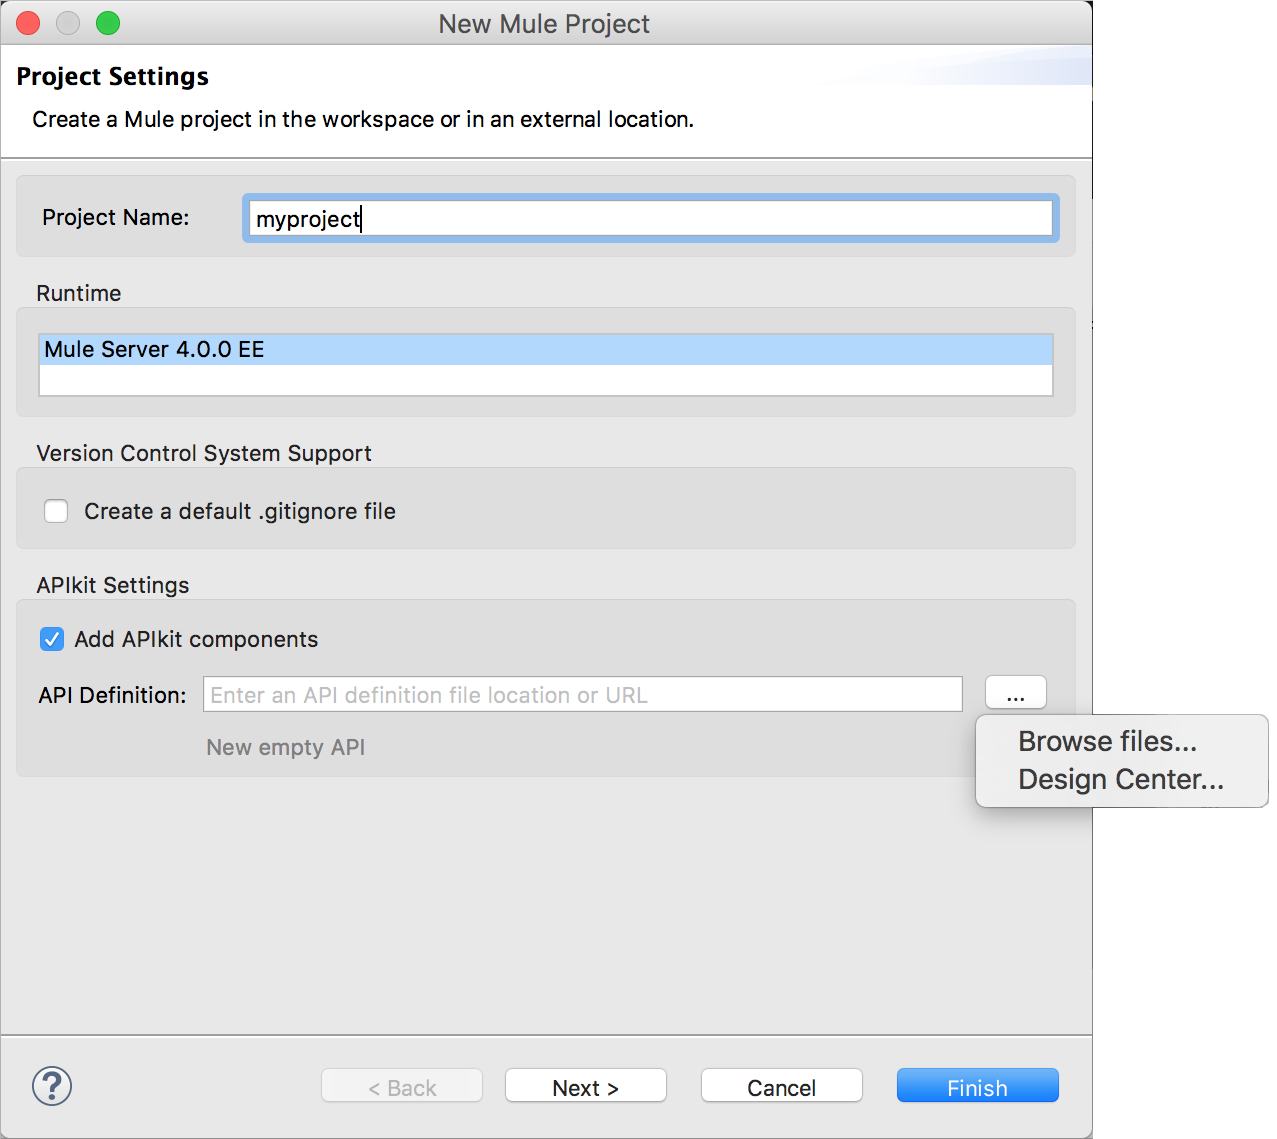 New Mule Project
Project Settings
Create a Mule project in the workspace or in an external location.
Project Name: myproject
Runtime
Mule Server 4.0.0 EE
Version Control System Support
Create a default .gitignore file
APIkit Settings
Add APIkit components
API Definition: Enter an API definition file location or URL ...
New empty API
Browse files...
Design Center...
? < Back Next > Cancel Finish